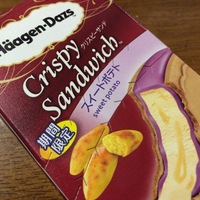 Häagen-Dazs
Crispy
Sandwich
クリスピーサンド
スイートポテト
sweet potato
期間
限定